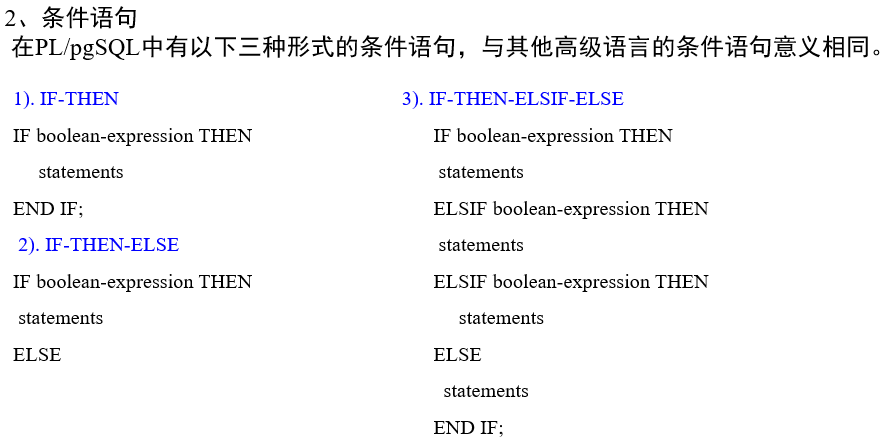 2、条件语句
在PL/pgSQL中有以下三种形式的条件语句，与其他高级语言的条件语句意义相同。
1). IF-THEN
IF boolean-expression THEN
statements
END IF;
2). IF-THEN-ELSE
IF boolean-expression THEN
statements
ELSE
3). IF-THEN-ELSIF-ELSE
IF boolean-expression THEN
statements
ELSIF boolean-expression THEN
statements
ELSIF boolean-expression THEN
statements
ELSE
statements
END IF;